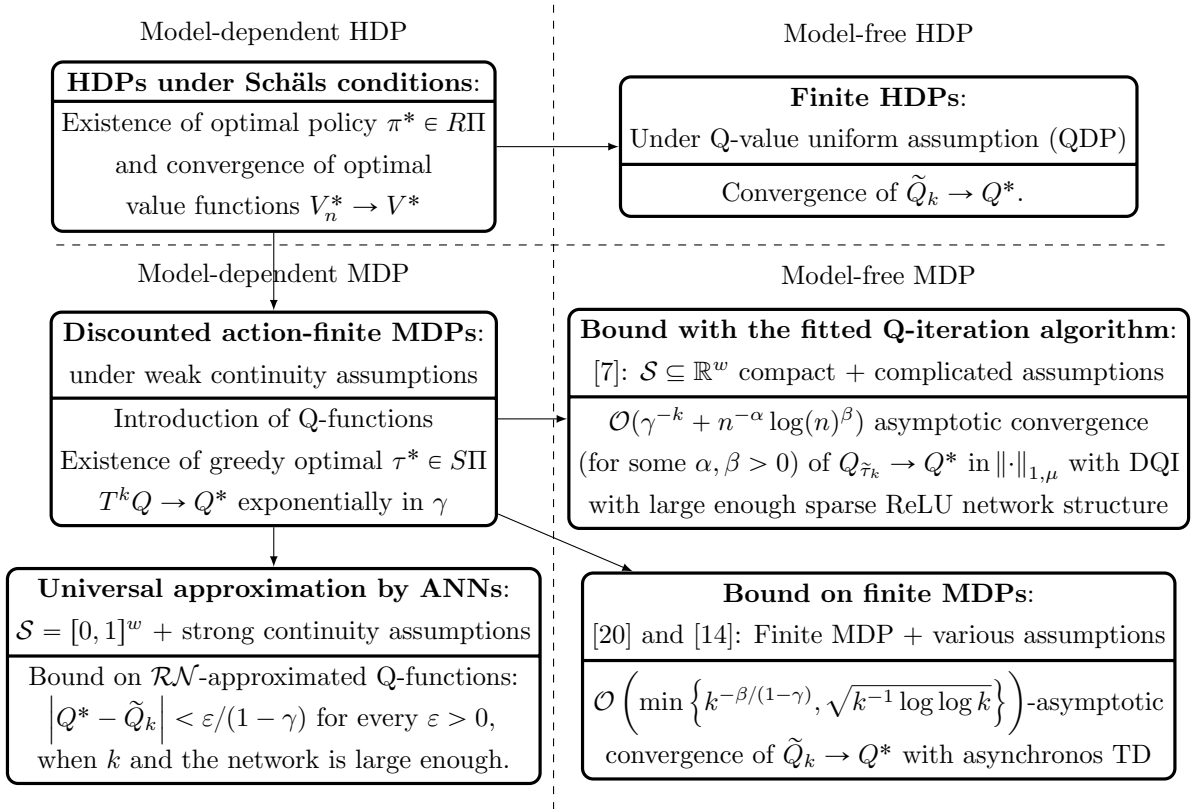 Model-dependent HDP
HDPs under Schäls conditions:
Existence of optimal policy π* ∈ RΠ
and convergence of optimal
value functions V*ₙ → V*
Model-free HDP
Finite HDPs:
Under Q-value uniform assumption (QDP)
Convergence of Q̃ₖ → Q*.
Model-dependent MDP
Discounted action-finite MDPs:
under weak continuity assumptions
Introduction of Q-functions
Existence of greedy optimal τ* ∈ SΠ
TᵏQ → Q* exponentially in γ
Model-free MDP
Bound with the fitted Q-iteration algorithm:
[7]: 𝒮 ⊆ ℝʷ compact + complicated assumptions
𝒪(γ⁻ᵏ + n^{−α} log(n)^β) asymptotic convergence
(for some α, β > 0) of Q_{τ̃ₖ} → Q* in ‖·‖_{1,μ} with DQI
with large enough sparse ReLU network structure
Universal approximation by ANNs:
𝒮 = [0, 1]ʷ + strong continuity assumptions
Bound on ℛ𝒩-approximated Q-functions:
|Q* − Q̃ₖ| < ε/(1 − γ) for every ε > 0,
when k and the network is large enough.
Bound on finite MDPs:
[20] and [14]: Finite MDP + various assumptions
𝒪(min{k^{−β/(1−γ)}, √(k⁻¹ log log k)})-asymptotic
convergence of Q̃ₖ → Q* with asynchronos TD